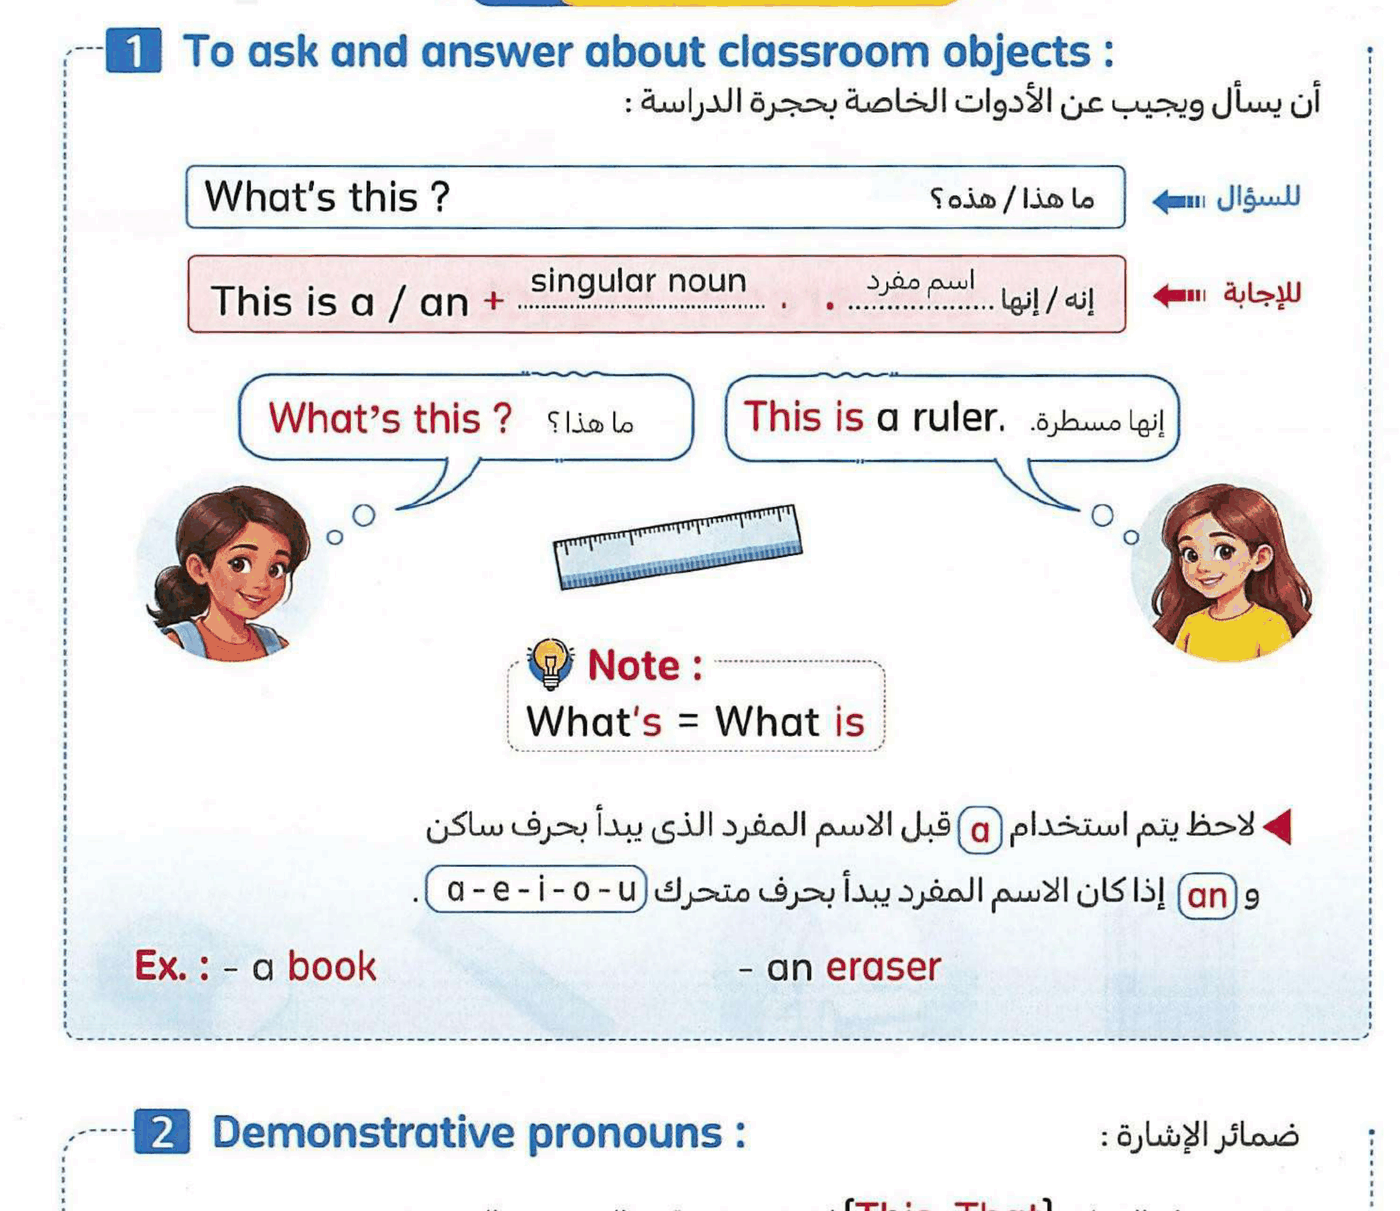 1 To ask and answer about classroom objects :
أن يسأل ويجيب عن الأدوات الخاصة بحجرة الدراسة :
What's this ? ما هذا / هذه؟ للسؤال
This is a / an + singular noun . إنه / إنها اسم مفرد . للإجابة
What's this ? ما هذا؟
This is a ruler. إنها مسطرة.
Note :
What's = What is
لاحظ يتم استخدام a قبل الاسم المفرد الذى يبدأ بحرف ساكن
و an إذا كان الاسم المفرد يبدأ بحرف متحرك a - e - i - o - u .
Ex. : - a book - an eraser
2 Demonstrative pronouns : ضمائر الإشارة :
[This, That]